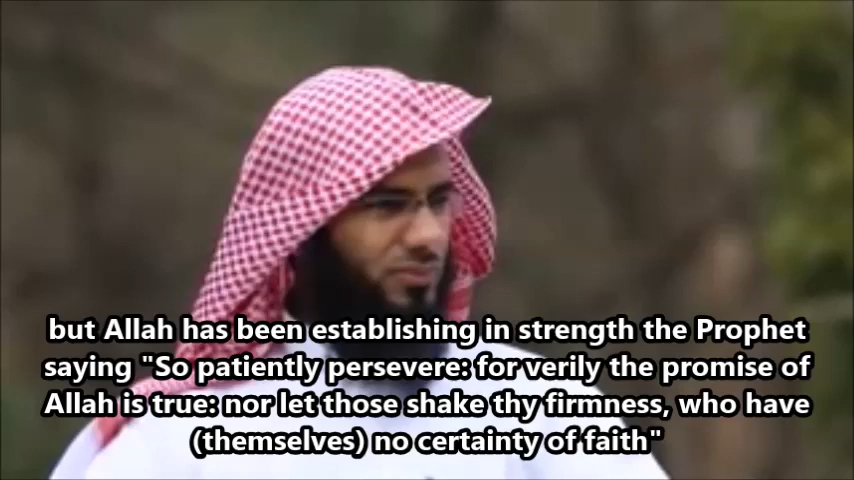 but Allah has been establishing in strength the Prophet
saying "So patiently persevere: for verily the promise of
Allah is true: nor let those shake thy firmness, who have
(themselves) no certainty of faith"